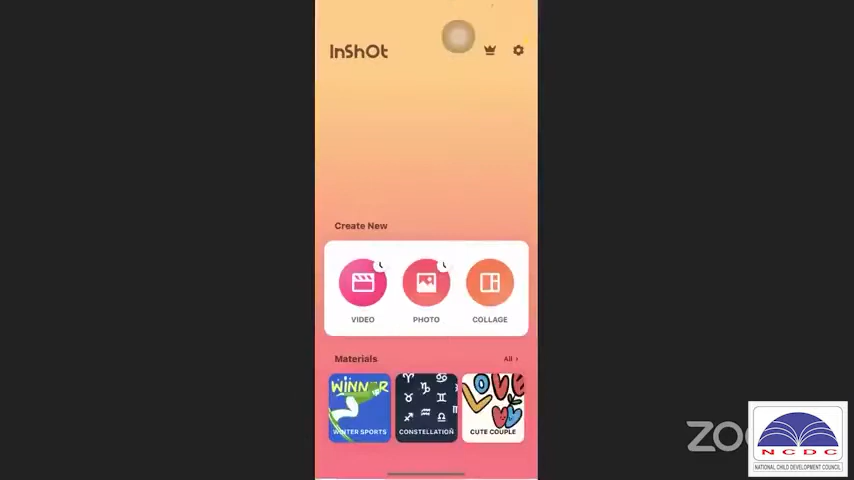 InShOt
Create New
VIDEO
PHOTO
COLLAGE
Materials
All ›
WINNER
WINTER SPORTS
CONSTELLATION
LOVE
CUTE COUPLE
NCDC
NATIONAL CHILD DEVELOPMENT COUNCIL